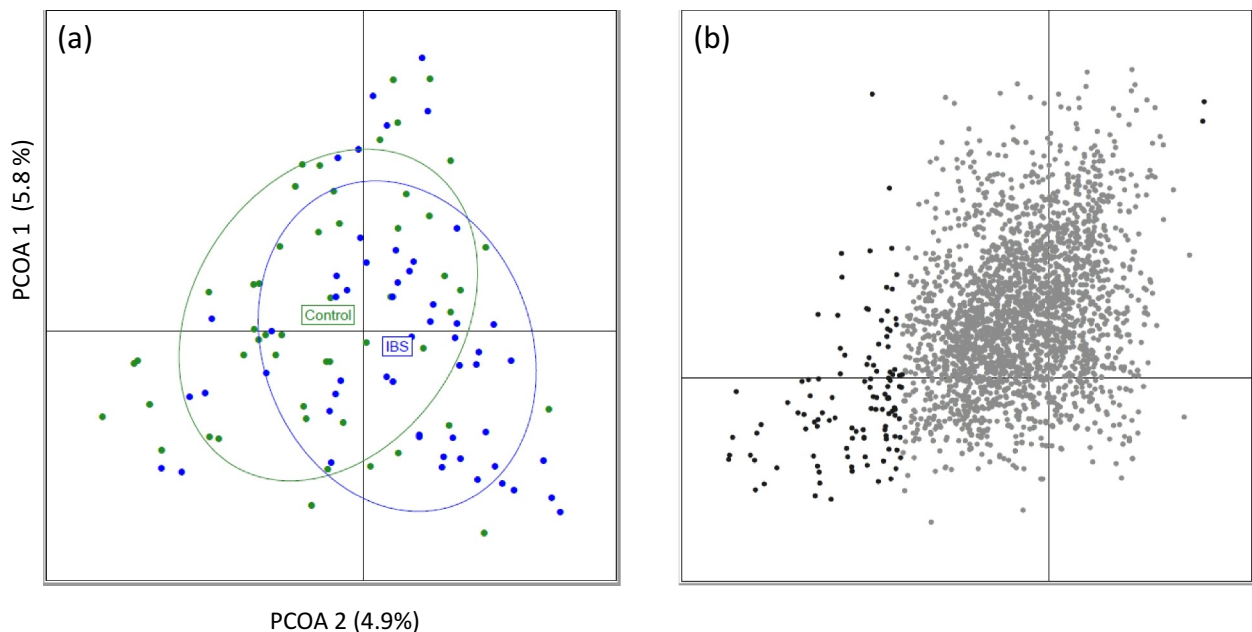 (a)
(b)
PCOA 1 (5.8 %)
Control
IBS
PCOA 2 (4.9%)